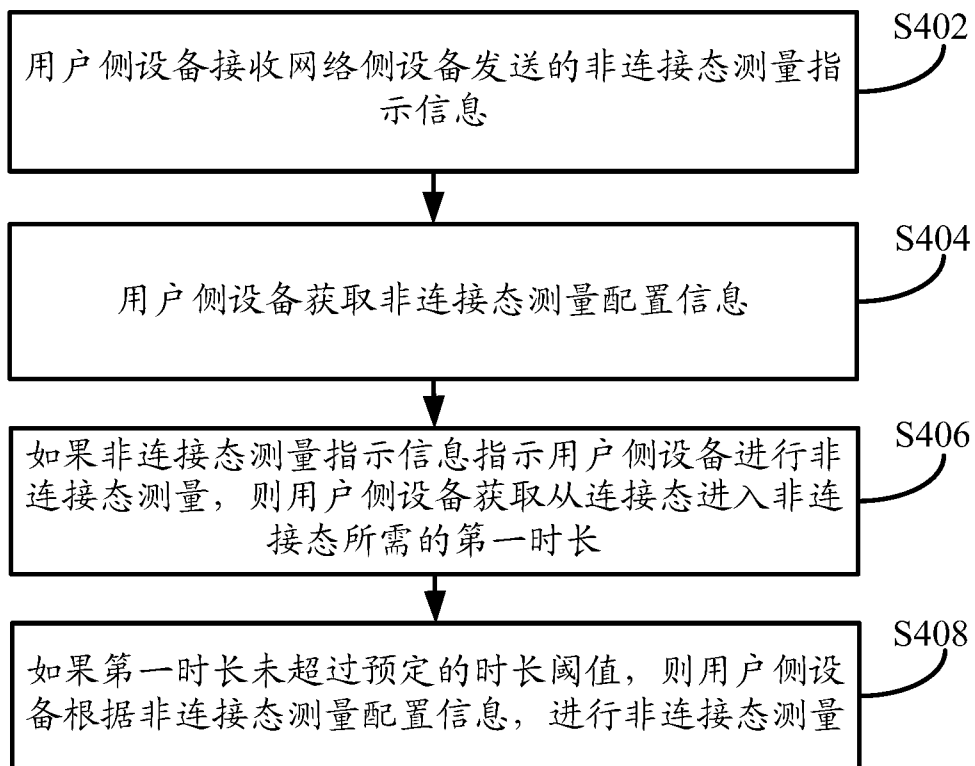 S402
用户侧设备接收网络侧设备发送的非连接态测量指
示信息
S404
用户侧设备获取非连接态测量配置信息
S406
如果非连接态测量指示信息指示用户侧设备进行非
连接态测量，则用户侧设备获取从连接态进入非连
接态所需的第一时长
S408
如果第一时长未超过预定的时长阈值，则用户侧设
备根据非连接态测量配置信息，进行非连接态测量